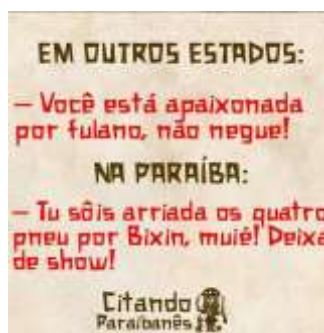 EM OUTROS ESTADOS:
— Você está apaixonada
por fulano, não negue!
NA PARAÍBA:
— Tu sôis arriada os quatro
pneu por Bixin, muié! Deixa
de show!
Citando
Paraibanês